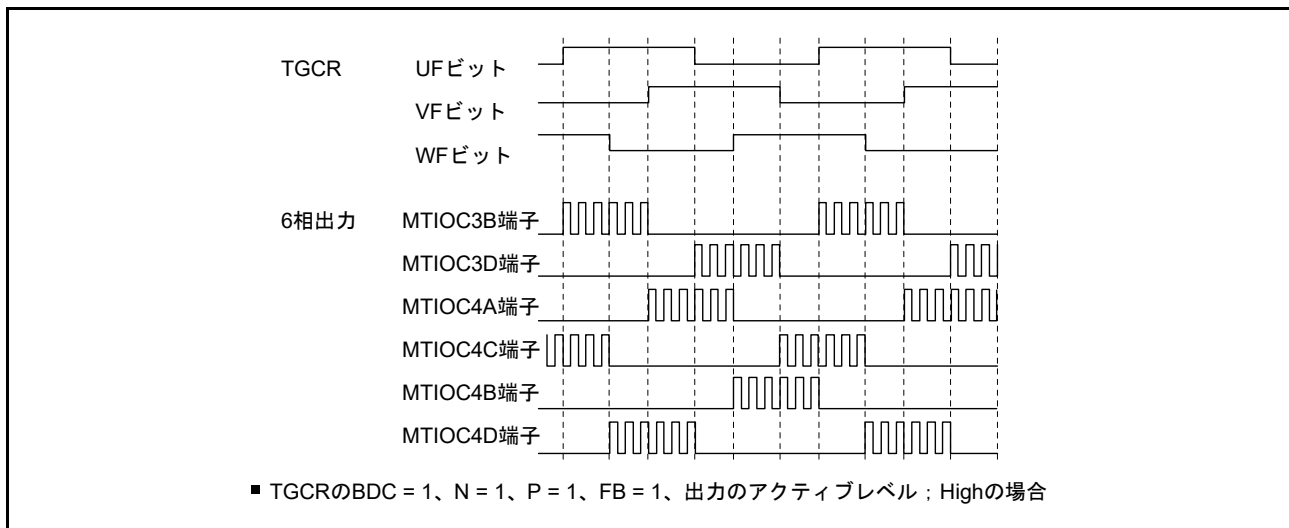 TGCR UFビット
VFビット
WFビット
6相出力 MTIOC3B端子
MTIOC3D端子
MTIOC4A端子
MTIOC4C端子
MTIOC4B端子
MTIOC4D端子
■ TGCRのBDC = 1、N = 1、P = 1、FB = 1、出力のアクティブレベル；Highの場合